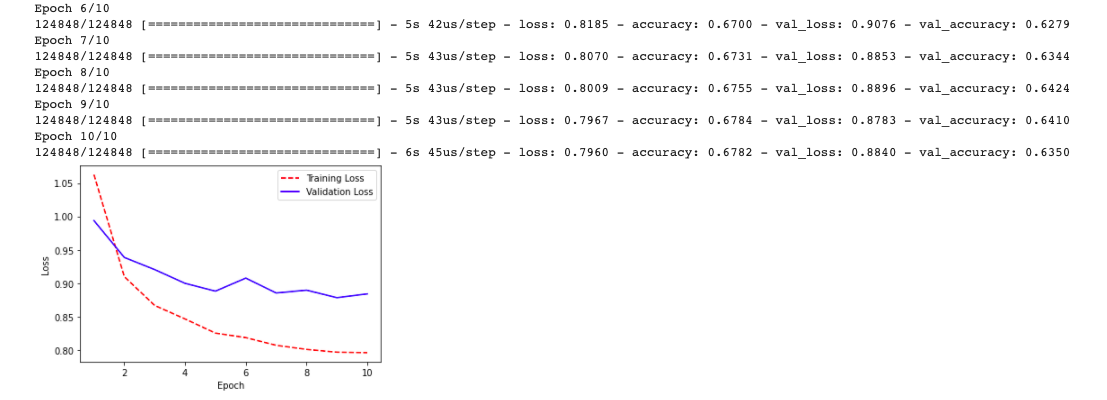 Epoch 6/10
124848/124848 [==============================] - 5s 42us/step - loss: 0.8185 - accuracy: 0.6700 - val_loss: 0.9076 - val_accuracy: 0.6279
Epoch 7/10
124848/124848 [==============================] - 5s 43us/step - loss: 0.8070 - accuracy: 0.6731 - val_loss: 0.8853 - val_accuracy: 0.6344
Epoch 8/10
124848/124848 [==============================] - 5s 43us/step - loss: 0.8009 - accuracy: 0.6755 - val_loss: 0.8896 - val_accuracy: 0.6424
Epoch 9/10
124848/124848 [==============================] - 5s 43us/step - loss: 0.7967 - accuracy: 0.6784 - val_loss: 0.8783 - val_accuracy: 0.6410
Epoch 10/10
124848/124848 [==============================] - 6s 45us/step - loss: 0.7960 - accuracy: 0.6782 - val_loss: 0.8840 - val_accuracy: 0.6350
Training Loss
Validation Loss
1.05
1.00
0.95
0.90
0.85
0.80
Loss
2 4 6 8 10
Epoch